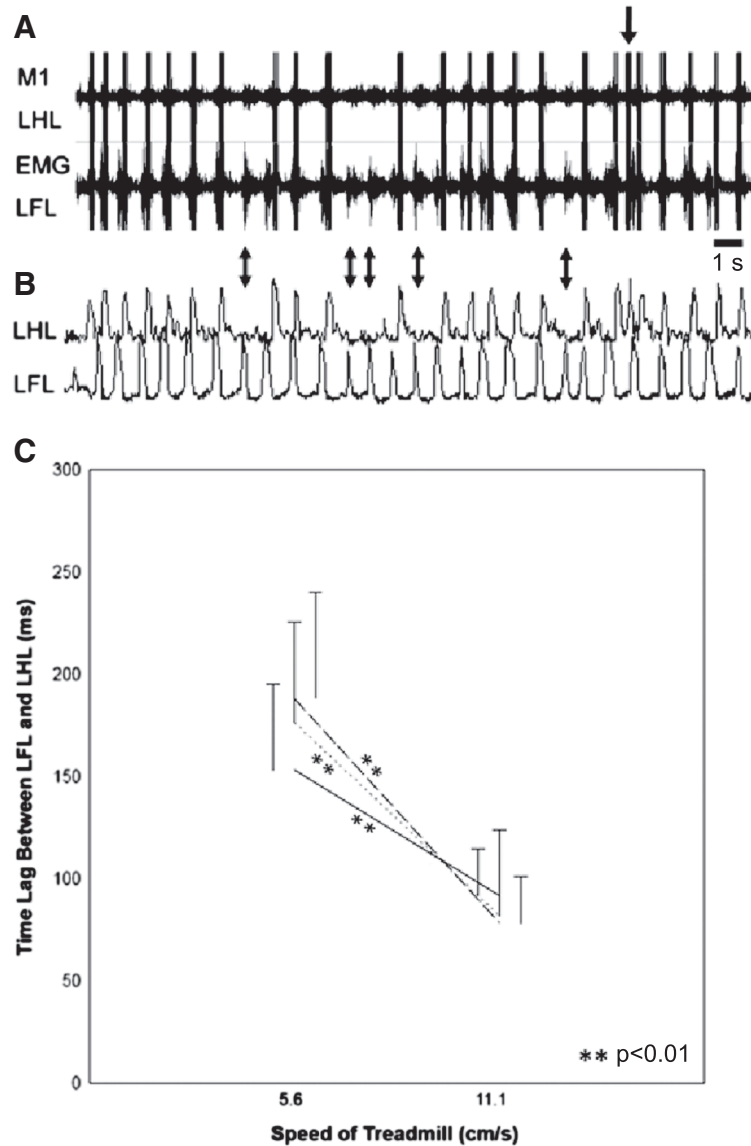 A
M1
LHL
EMG
LFL
1 s
B
LHL
LFL
C
300
250
200
150
100
50
0
Time Lag Between LFL and LHL (ms)
**
**
**
** p<0.01
5.6
11.1
Speed of Treadmill (cm/s)